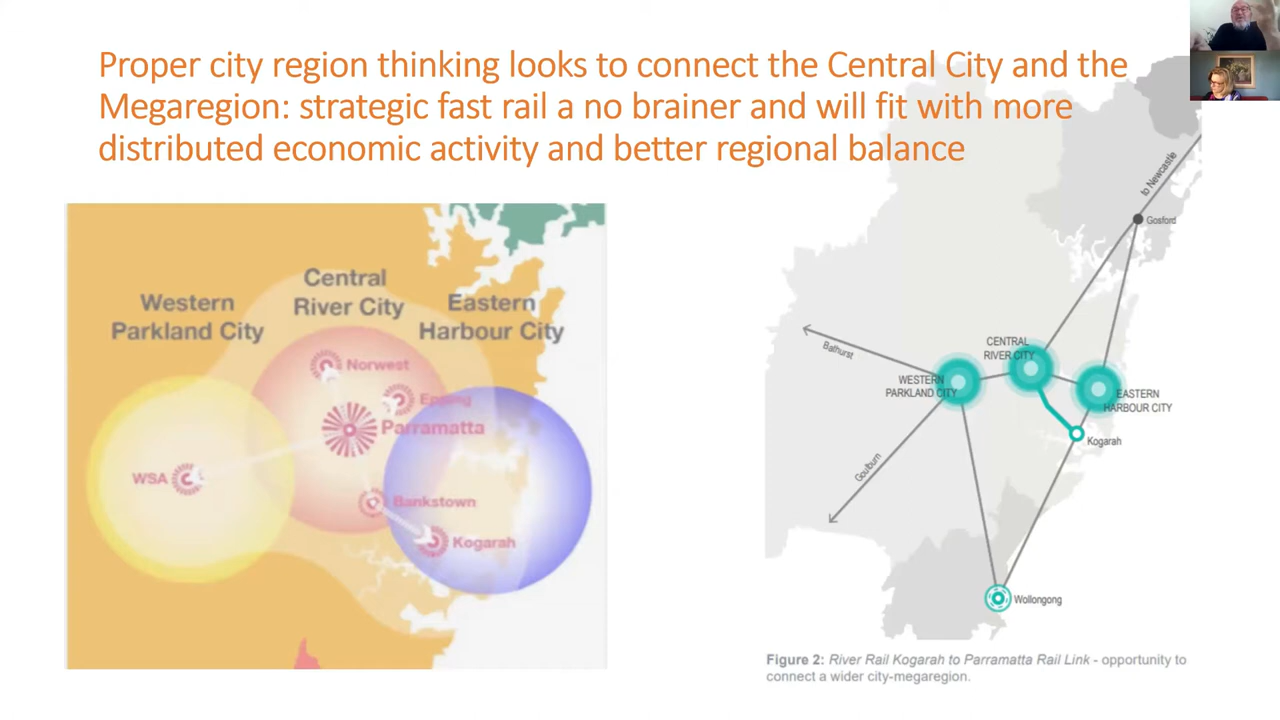 Proper city region thinking looks to connect the Central City and the
Megaregion: strategic fast rail a no brainer and will fit with more
distributed economic activity and better regional balance
Western
Parkland City
Central
River City
Eastern
Harbour City
Norwest
Epping
Parramatta
WSA
Bankstown
Kogarah
to Newcastle
Gosford
Bathurst
CENTRAL
RIVER CITY
WESTERN
PARKLAND CITY
EASTERN
HARBOUR CITY
Kogarah
Goulburn
Wollongong
Figure 2: River Rail Kogarah to Parramatta Rail Link - opportunity to
connect a wider city-megaregion.